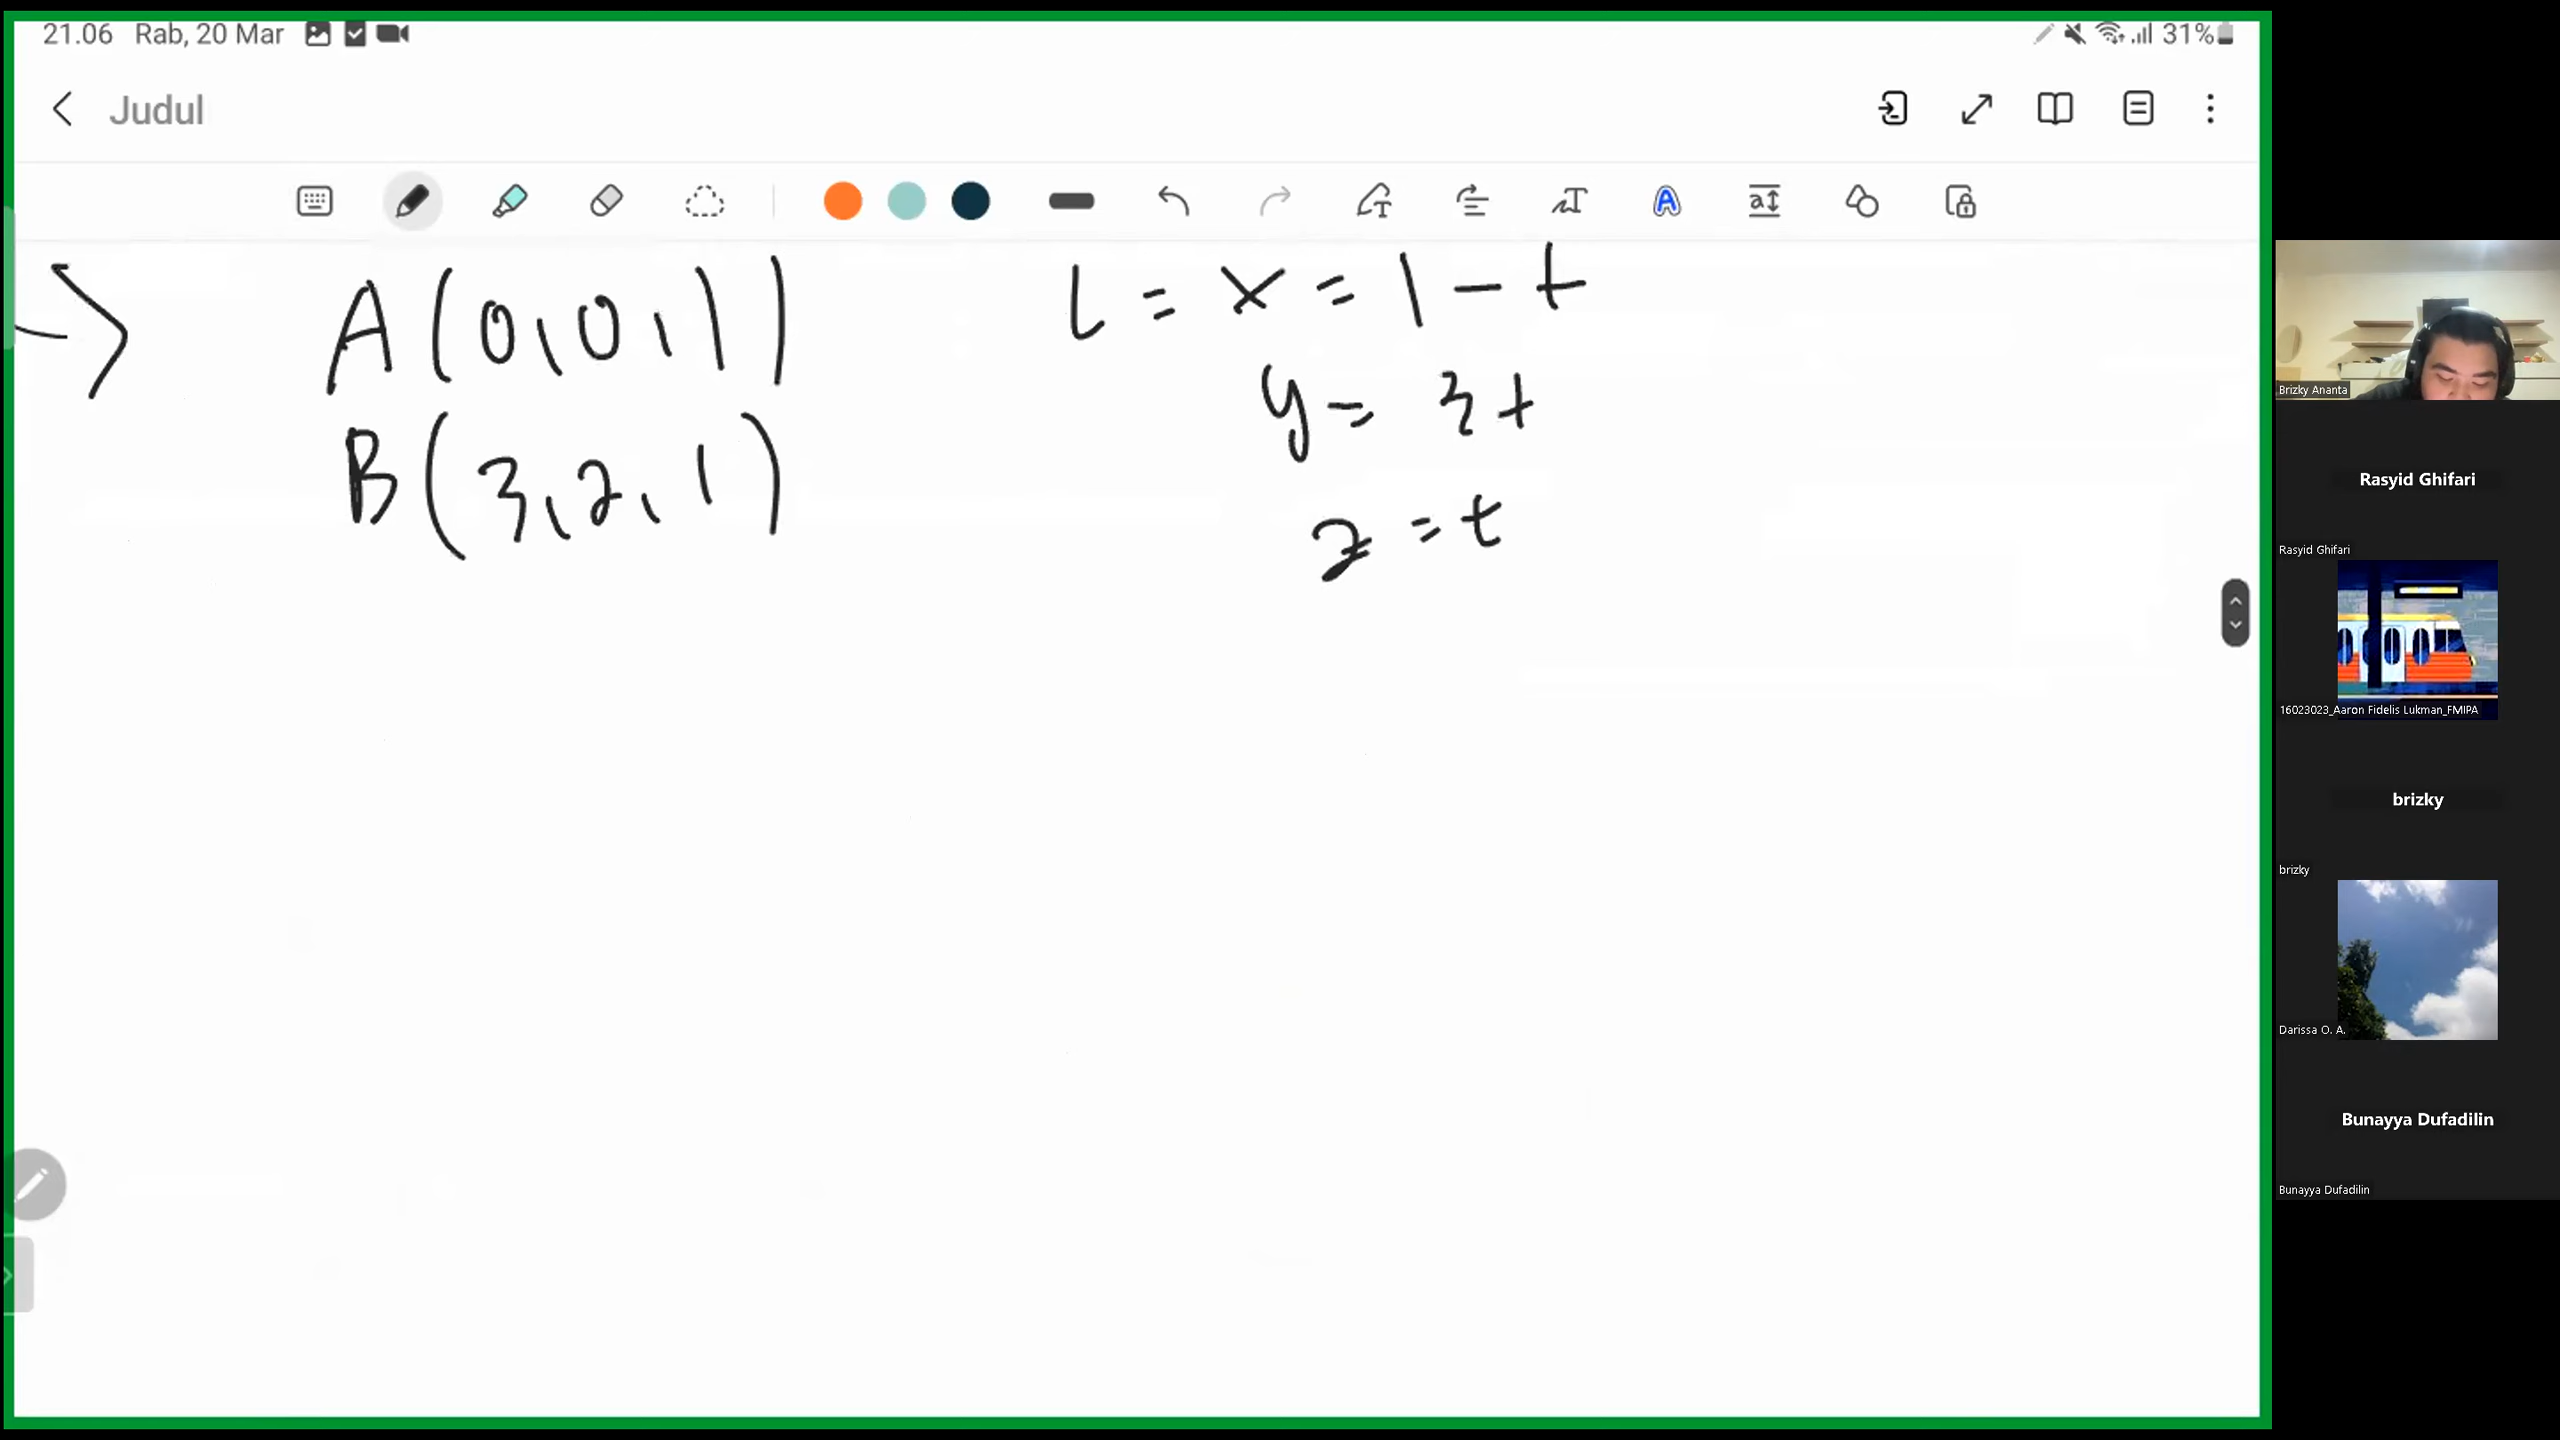 21.06 Rab, 20 Mar
31%
Judul
A
a
A(0,0,1)
B(3,2,1)
L = x = 1 - t
y = 3t
z = t
Brizky Ananta
Rasyid Ghifari
Rasyid Ghifari
16023023_Aaron Fidelis Lukman_FMIPA
brizky
brizky
Darissa O. A.
Bunayya Dufadilin
Bunayya Dufadilin